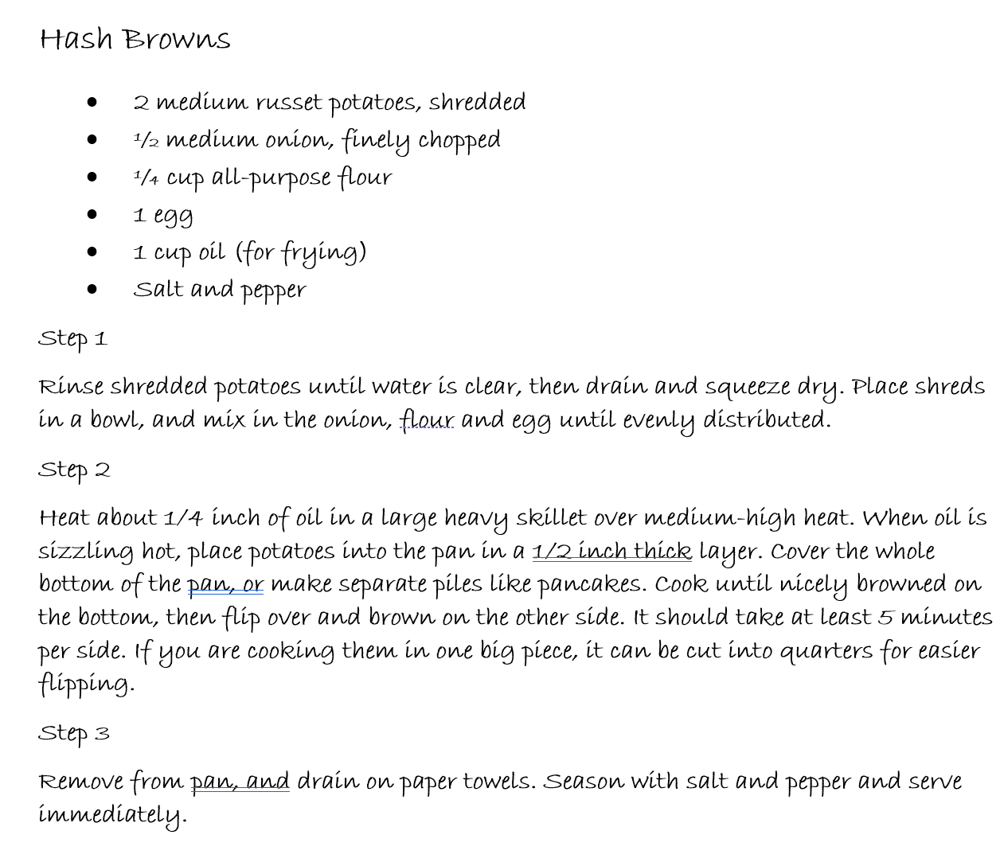 Hash Browns
• 2 medium russet potatoes, shredded
• 1/2 medium onion, finely chopped
• 1/4 cup all-purpose flour
• 1 egg
• 1 cup oil (for frying)
• Salt and pepper
Step 1
Rinse shredded potatoes until water is clear, then drain and squeeze dry. Place shreds
in a bowl, and mix in the onion, flour and egg until evenly distributed.
Step 2
Heat about 1/4 inch of oil in a large heavy skillet over medium-high heat. When oil is
sizzling hot, place potatoes into the pan in a 1/2 inch thick layer. Cover the whole
bottom of the pan, or make separate piles like pancakes. Cook until nicely browned on
the bottom, then flip over and brown on the other side. It should take at least 5 minutes
per side. If you are cooking them in one big piece, it can be cut into quarters for easier
flipping.
Step 3
Remove from pan, and drain on paper towels. Season with salt and pepper and serve
immediately.